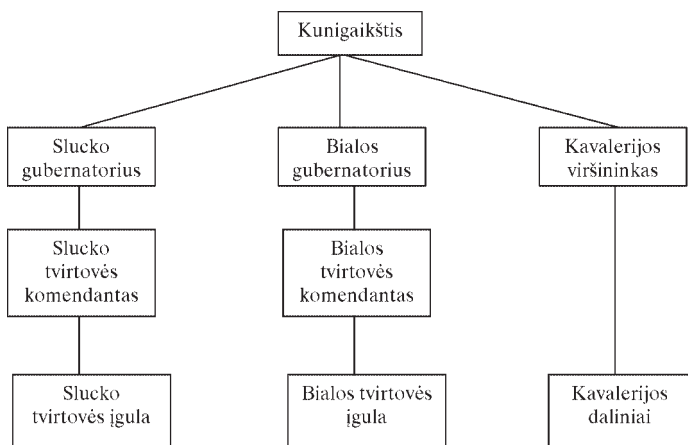 Kunigaikštis
Slucko
gubernatorius
Bialos
gubernatorius
Kavalerijos
viršininkas
Slucko
tvirtovės
komendantas
Bialos
tvirtovės
komendantas
Slucko
tvirtovės įgula
Bialos tvirtovės
įgula
Kavalerijos
daliniai